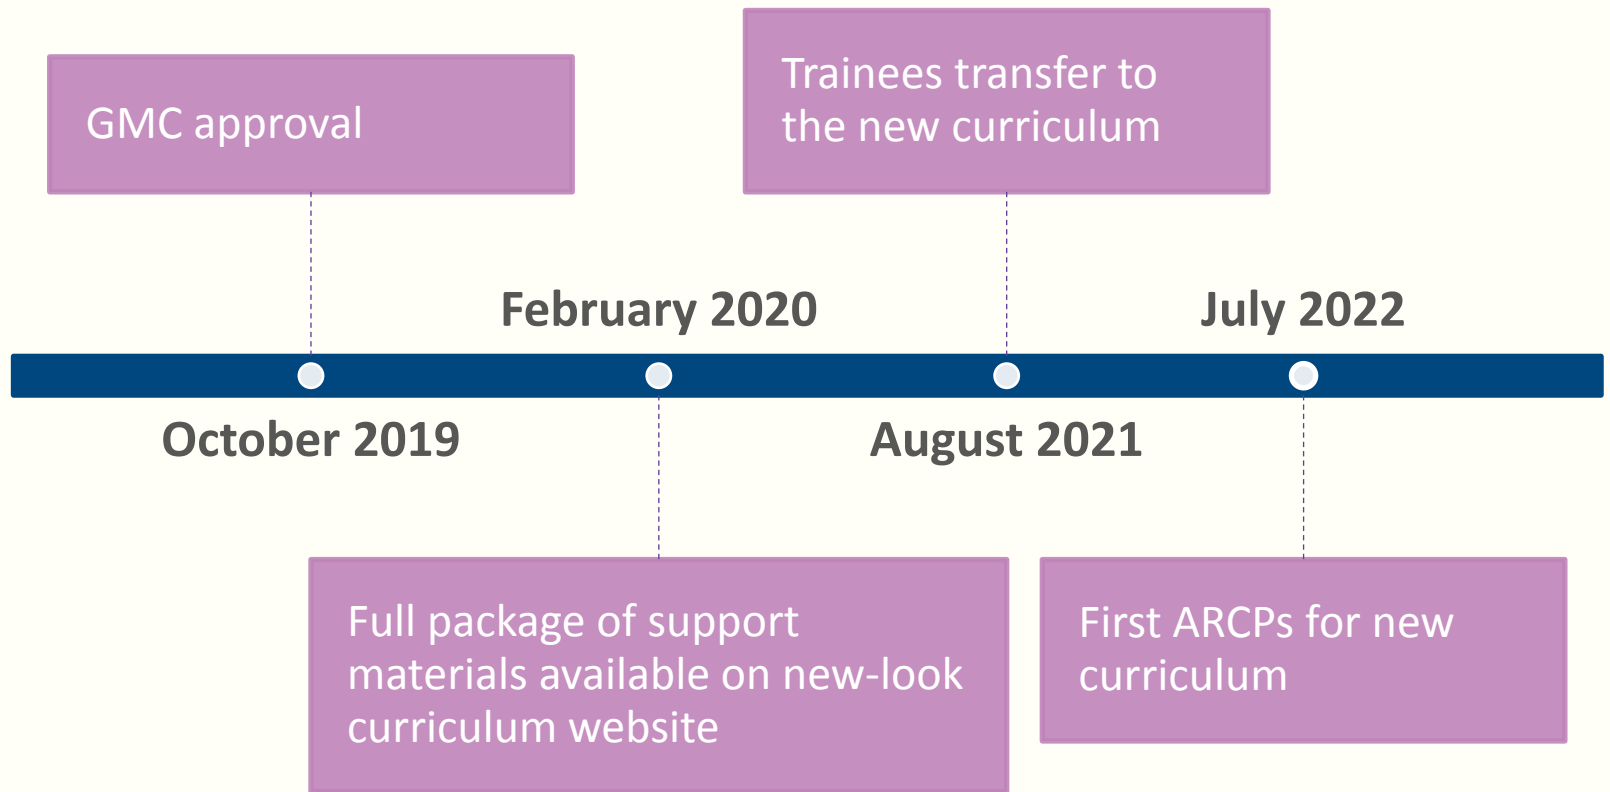 GMC approval
Trainees transfer to
the new curriculum
February 2020
July 2022
October 2019
August 2021
Full package of support
materials available on new-look
curriculum website
First ARCPs for new
curriculum